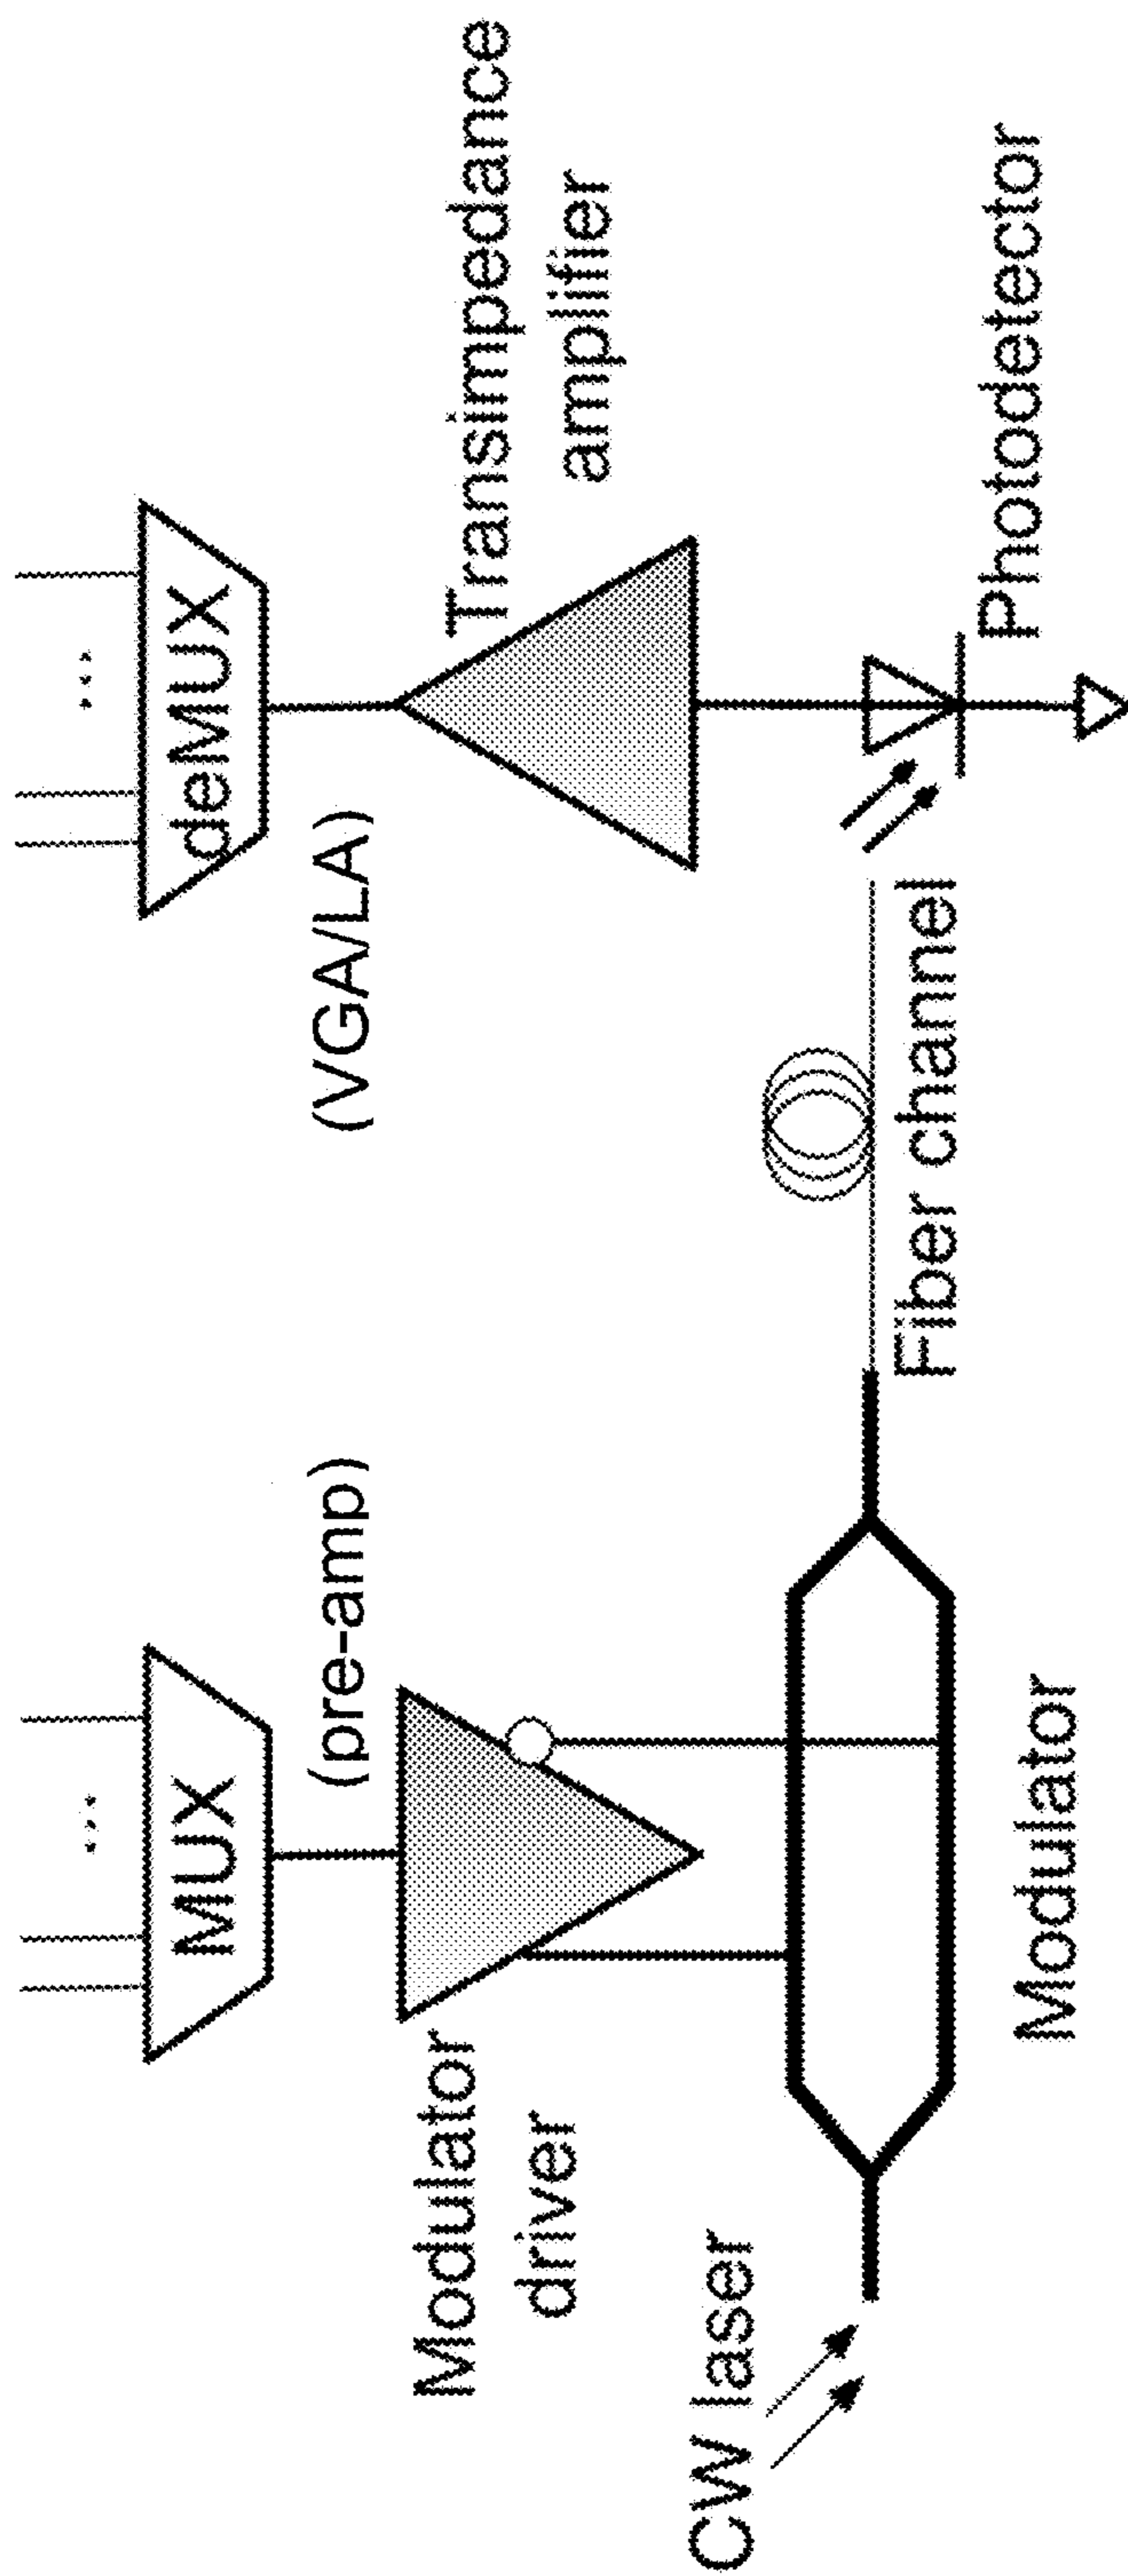 MUX
...
(pre-amp)
Modulator
driver
CW laser
Modulator
Fiber channel
deMUX
...
(VGA/LA)
Transimpedance
amplifier
Photodetector